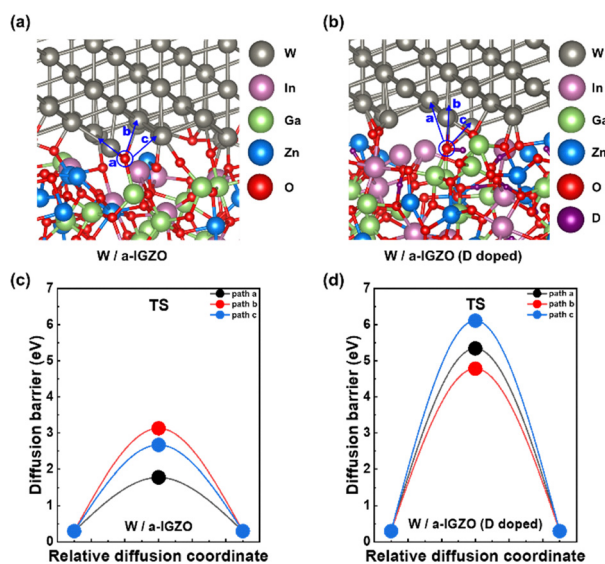 (a)
a
b
c
W
In
Ga
Zn
O
W / a-IGZO
(b)
a
b
c
W
In
Ga
Zn
O
D
W / a-IGZO (D doped)
(c)
Diffusion barrier (eV)
7
6
5
4
3
2
1
0
TS
path a
path b
path c
W / a-IGZO
Relative diffusion coordinate
(d)
Diffusion barrier (eV)
7
6
5
4
3
2
1
0
TS
path a
path b
path c
W / a-IGZO (D doped)
Relative diffusion coordinate